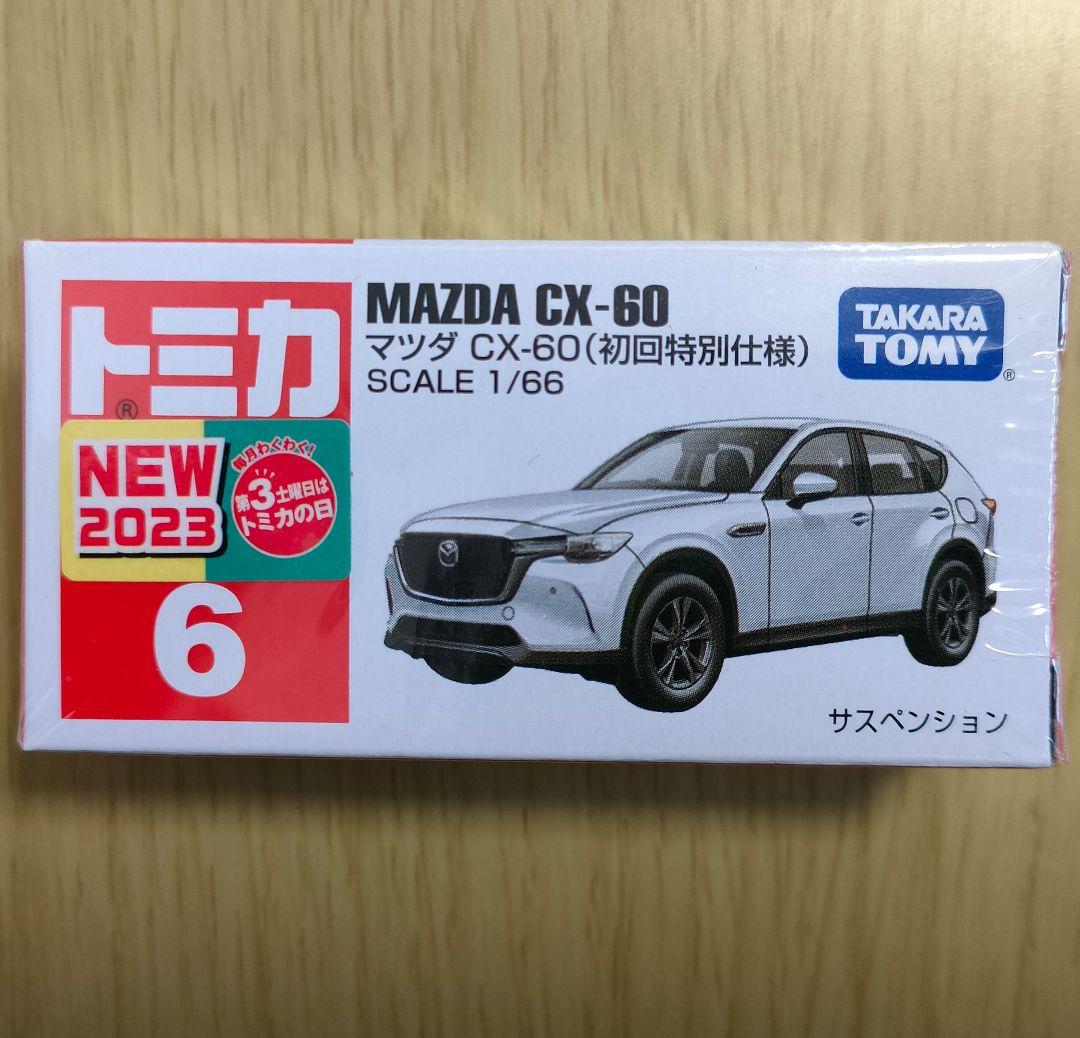 トミカ
®
NEW
2023
毎月わくわく!
第3土曜日は
トミカの日
6
MAZDA CX-60
マツダ CX-60(初回特別仕様)
SCALE 1/66
TAKARA
TOMY
®
サスペンション